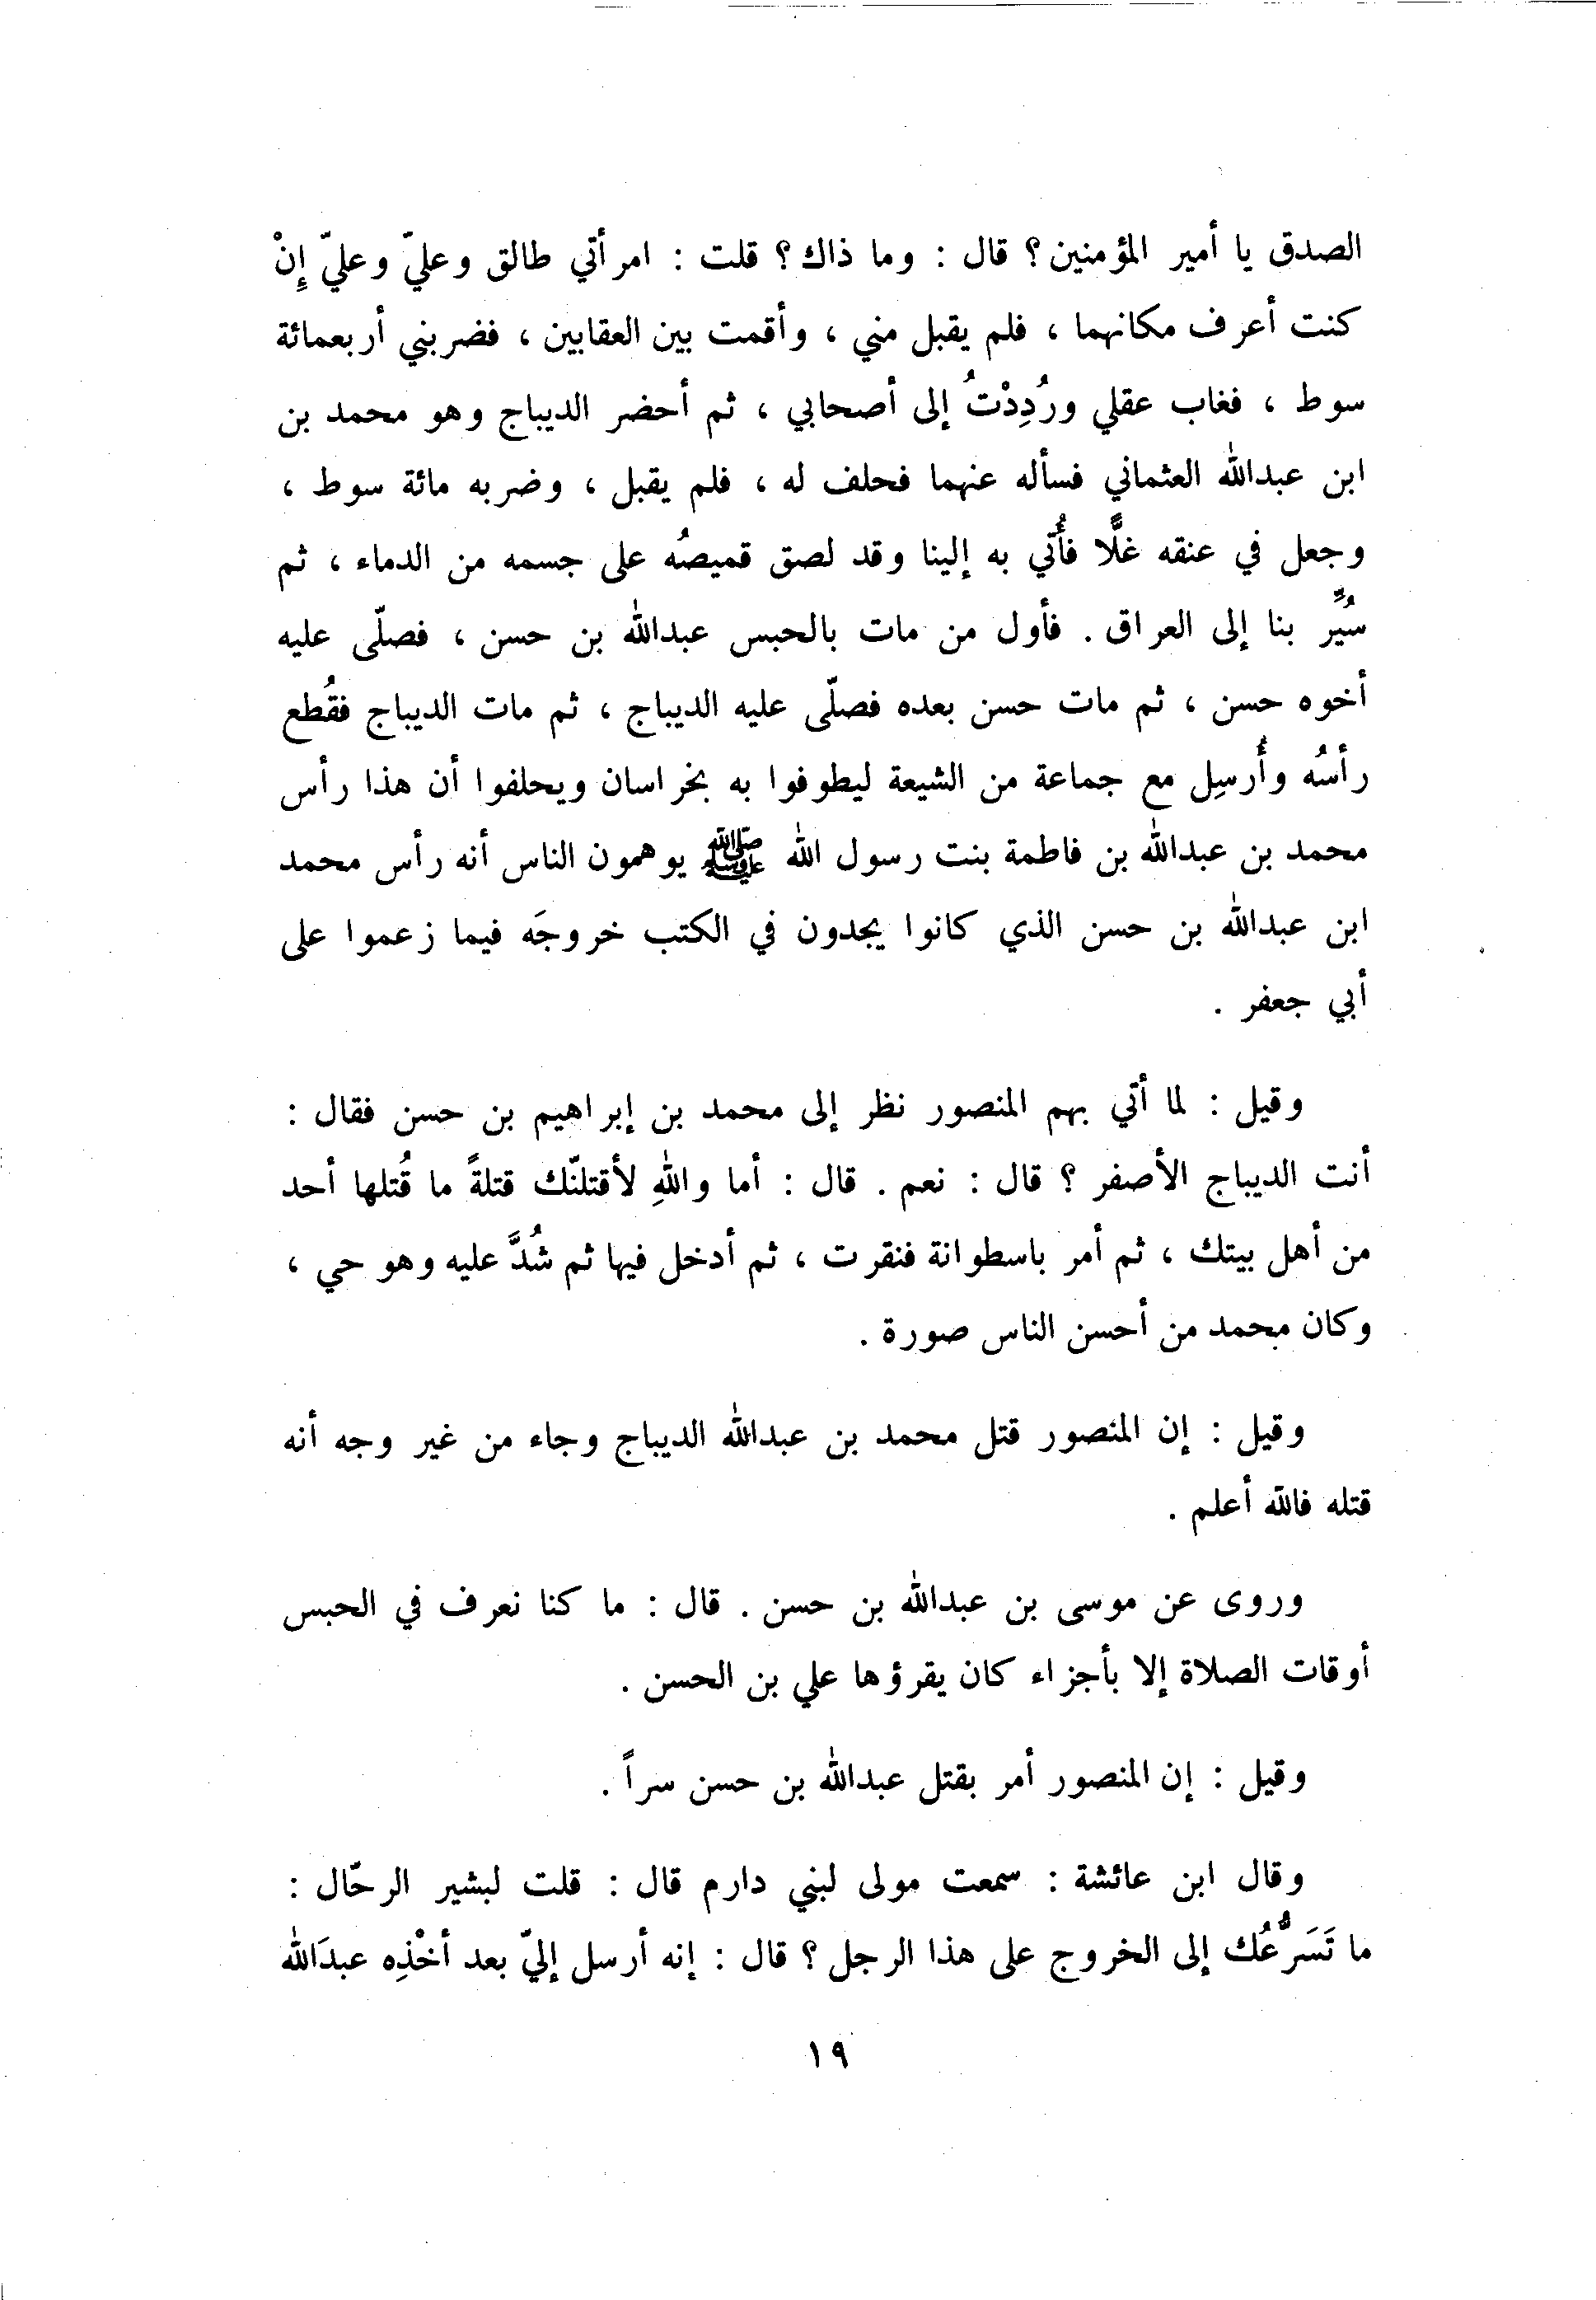 الصدق يا أمير المؤمنين؟ قال : وما ذاك؟ قلت : امرأتي طالق وعليّ وعليّ إِنْ
كنت أعرف مكانهما ، فلم يقبل مني ، وأقمت بين العقابين ، فضربني أربعمائة
سوط ، فغاب عقلي ورُدِدْتُ إلى أصحابي ، ثم أحضر الديباج وهو محمد بن
ابن عبدالله العثماني فسأله عنهما فحلف له ، فلم يقبل ، وضربه مائة سوط ،
وجعل في عنقه غلًّا فأُتي به إلينا وقد لصق قميصُه على جسمه من الدماء ، ثم
سُيِّر بنا إلى العراق . فأول من مات بالحبس عبدالله بن حسن ، فصلّى عليه
أخوه حسن ، ثم مات حسن بعده فصلّى عليه الديباج ، ثم مات الديباج فقُطع
رأسُه وأُرسِل مع جماعة من الشيعة ليطوفوا به بخراسان ويحلفوا أن هذا رأس
محمد بن عبدالله بن فاطمة بنت رسول الله ﷺ يوهمون الناس أنه رأس محمد
ابن عبدالله بن حسن الذي كانوا يجدون في الكتب خروجَه فيما زعموا على
أبي جعفر .
وقيل : لما أتي بهم المنصور نظر إلى محمد بن إبراهيم بن حسن فقال :
أنت الديباج الأصفر ؟ قال : نعم . قال : أما واللهِ لأقتلنّك قتلةً ما قُتلها أحد
من أهل بيتك ، ثم أمر باسطوانة فنقرت ، ثم أدخل فيها ثم شُدَّ عليه وهو حي ،
وكان محمد من أحسن الناس صورة .
وقيل : إن المنصور قتل محمد بن عبدالله الديباج وجاء من غير وجه أنه
قتله فالله أعلم .
وروى عن موسى بن عبدالله بن حسن . قال : ما كنا نعرف في الحبس
أوقات الصلاة إلا بأجزاء كان يقرؤها علي بن الحسن .
وقيل : إن المنصور أمر بقتل عبدالله بن حسن سراً .
وقال ابن عائشة : سمعت مولى لبني دارم قال : قلت لبشير الرحّال :
ما تَسَرُّعُك إلى الخروج على هذا الرجل ؟ قال : إنه أرسل إليّ بعد أخْذِه عبدَالله
١٩